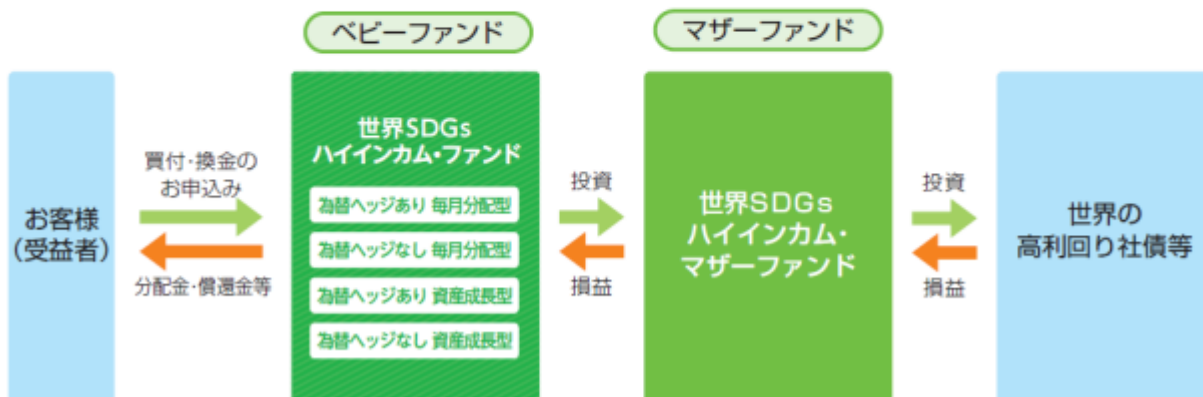 ベビーファンド
マザーファンド
お客様
（受益者）
買付・換金の
お申込み
分配金・償還金等
世界SDGs
ハイインカム・ファンド
為替ヘッジあり 毎月分配型
為替ヘッジなし 毎月分配型
為替ヘッジあり 資産成長型
為替ヘッジなし 資産成長型
投資
損益
世界SDGs
ハイインカム・
マザーファンド
投資
損益
世界の
高利回り社債等